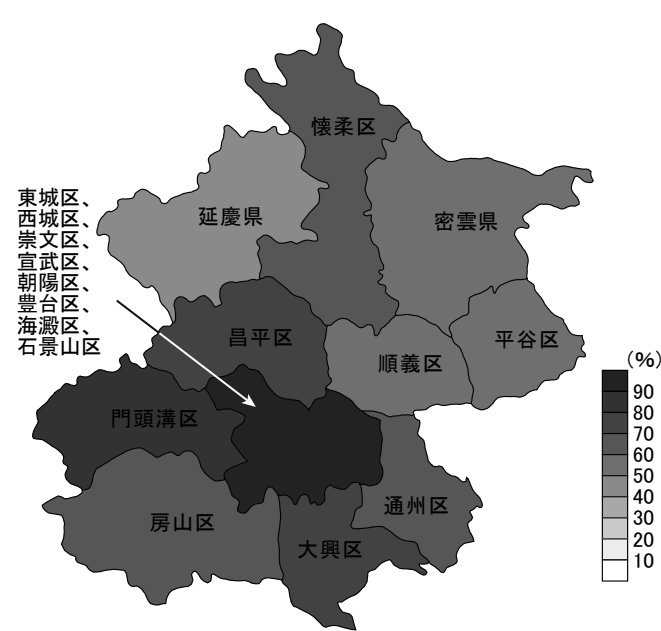 懐柔区
東城区、
西城区、
崇文区、
宣武区、
朝陽区、
豊台区、
海澱区、
石景山区
延慶県
密雲県
昌平区
順義区
平谷区
門頭溝区
房山区
大興区
通州区
(%)
90
80
70
60
50
40
30
20
10